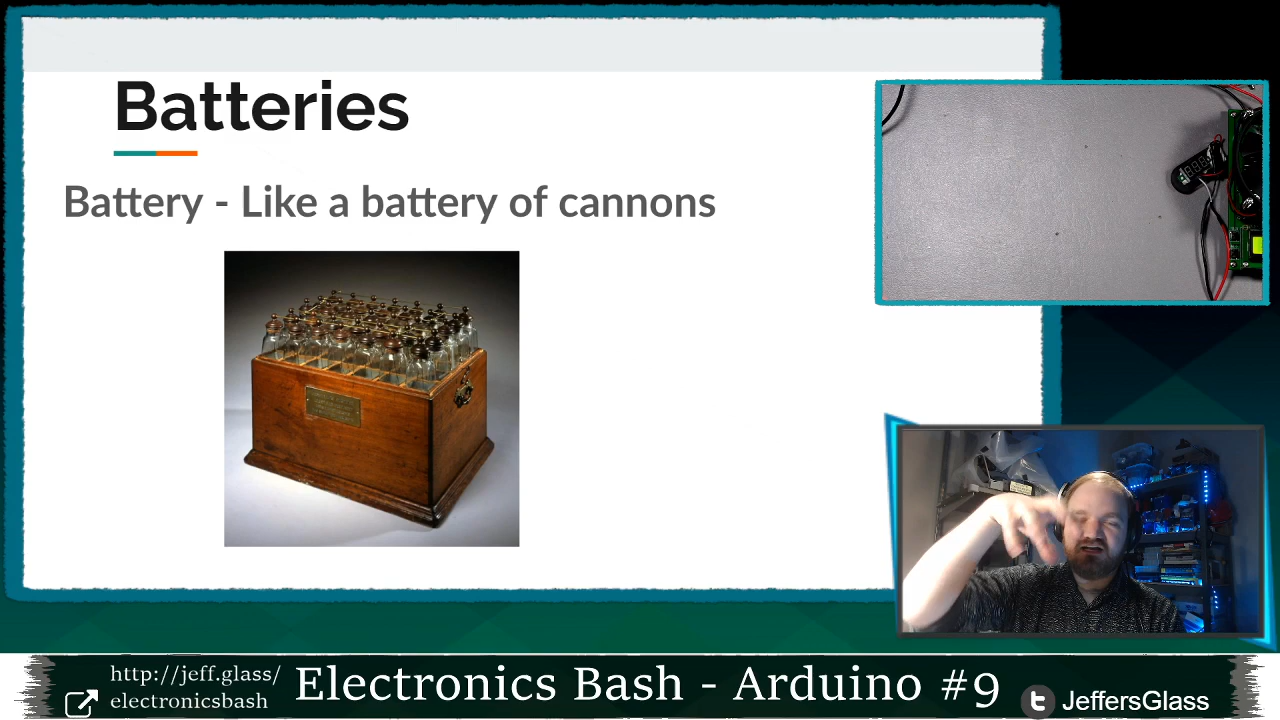 Batteries
Battery - Like a battery of cannons
http://jeff.glass/
electronicsbash
Electronics Bash - Arduino #9
JeffersGlass